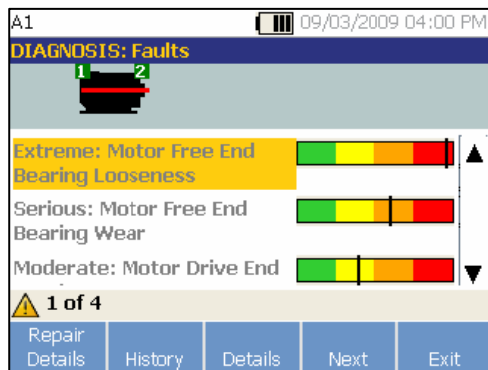 A1 09/03/2009 04:00 PM
DIAGNOSIS: Faults
1 2
Extreme: Motor Free End
Bearing Looseness
Serious: Motor Free End
Bearing Wear
Moderate: Motor Drive End
1 of 4
Repair
Details History Details Next Exit